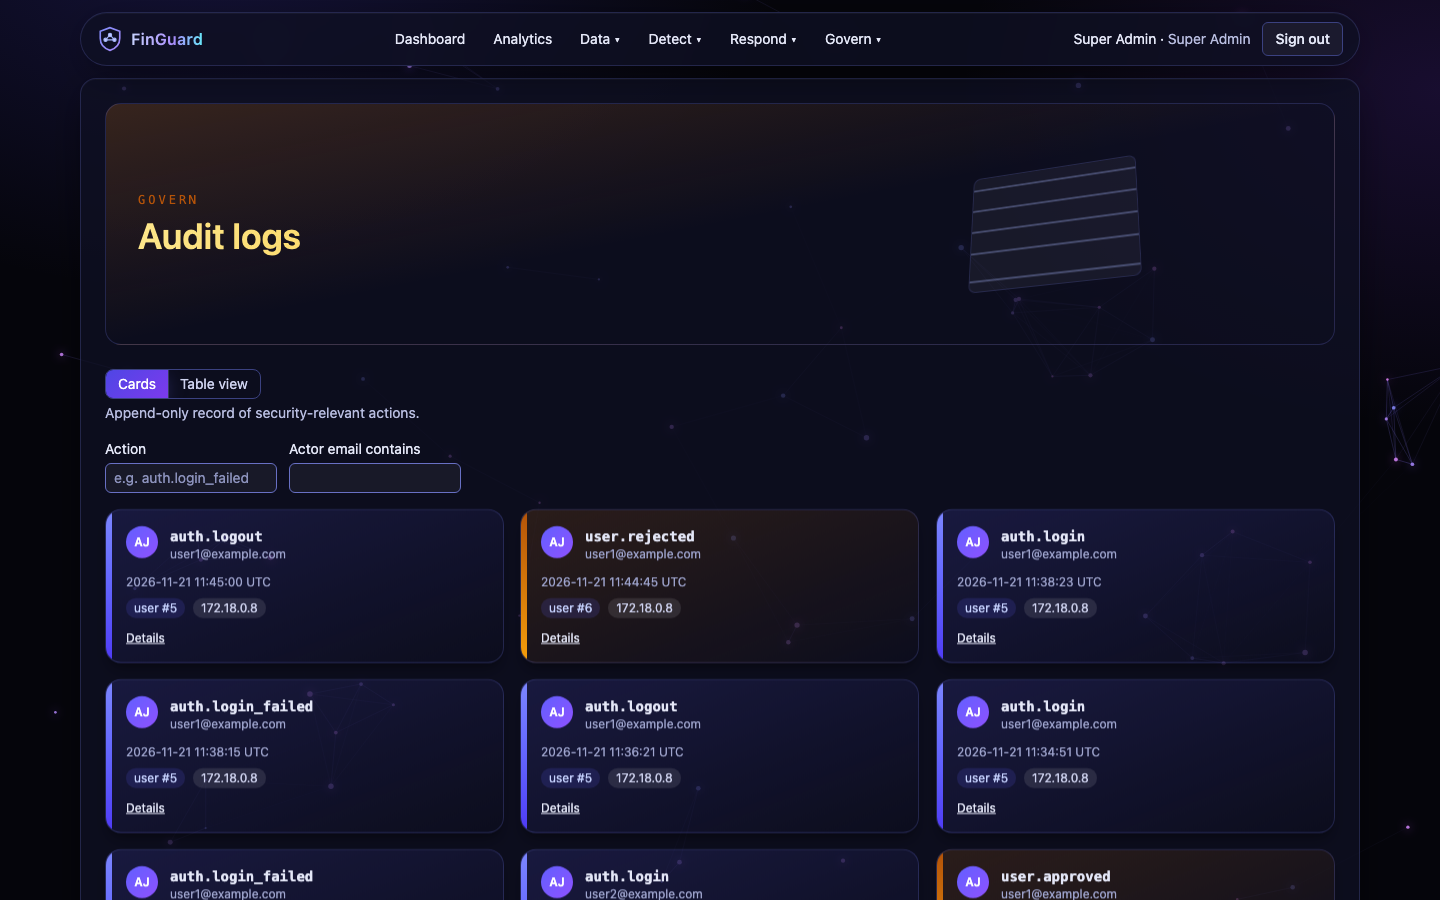 FinGuard
Dashboard Analytics Data ▾ Detect ▾ Respond ▾ Govern ▾
Super Admin · Super Admin Sign out
GOVERN
Audit logs
Cards Table view
Append-only record of security-relevant actions.
Action Actor email contains
e.g. auth.login_failed
AJ auth.logout
user1@example.com
2026-11-21 11:45:00 UTC
user #5 172.18.0.8
Details
AJ user.rejected
user1@example.com
2026-11-21 11:44:45 UTC
user #6 172.18.0.8
Details
AJ auth.login
user1@example.com
2026-11-21 11:38:23 UTC
user #5 172.18.0.8
Details
AJ auth.login_failed
user1@example.com
2026-11-21 11:38:15 UTC
user #5 172.18.0.8
Details
AJ auth.logout
user1@example.com
2026-11-21 11:36:21 UTC
user #5 172.18.0.8
Details
AJ auth.login
user1@example.com
2026-11-21 11:34:51 UTC
user #5 172.18.0.8
Details
AJ auth.login_failed
user1@example.com
AJ auth.login
user2@example.com
AJ user.approved
user1@example.com